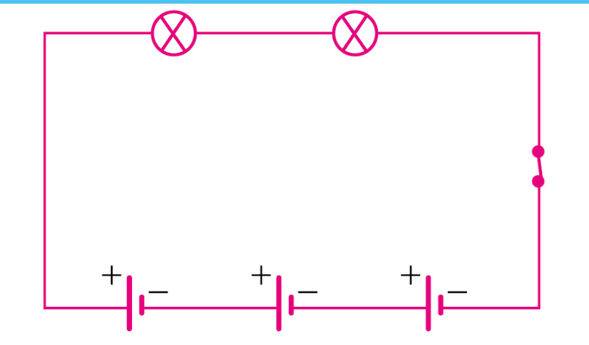 + − + − + −